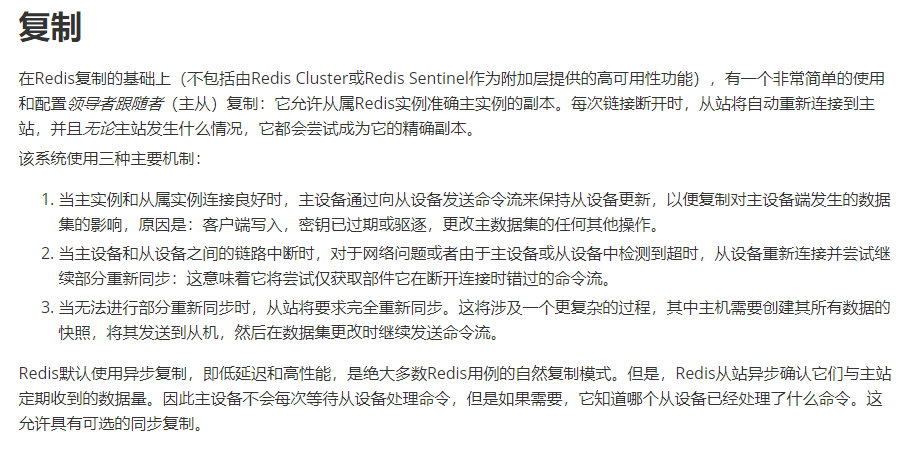 复制
在Redis复制的基础上（不包括由Redis Cluster或Redis Sentinel作为附加层提供的高可用性功能），有一个非常简单的使用
和配置领导者跟随者（主从）复制：它允许从属Redis实例准确主实例的副本。每次链接断开时，从站将自动重新连接到主
站，并且无论主站发生什么情况，它都会尝试成为它的精确副本。
该系统使用三种主要机制：
1. 当主实例和从属实例连接良好时，主设备通过向从设备发送命令流来保持从设备更新，以便复制对主设备端发生的数据
集的影响，原因是：客户端写入，密钥已过期或驱逐，更改主数据集的任何其他操作。
2. 当主设备和从设备之间的链路中断时，对于网络问题或者由于主设备或从设备中检测到超时，从设备重新连接并尝试继
续部分重新同步：这意味着它将尝试仅获取部件它在断开连接时错过的命令流。
3. 当无法进行部分重新同步时，从站将要求完全重新同步。这将涉及一个更复杂的过程，其中主机需要创建其所有数据的
快照，将其发送到从机，然后在数据集更改时继续发送命令流。
Redis默认使用异步复制，即低延迟和高性能，是绝大多数Redis用例的自然复制模式。但是，Redis从站异步确认它们与主站
定期收到的数据量。因此主设备不会每次等待从设备处理命令，但是如果需要，它知道哪个从设备已经处理了什么命令。这
允许具有可选的同步复制。